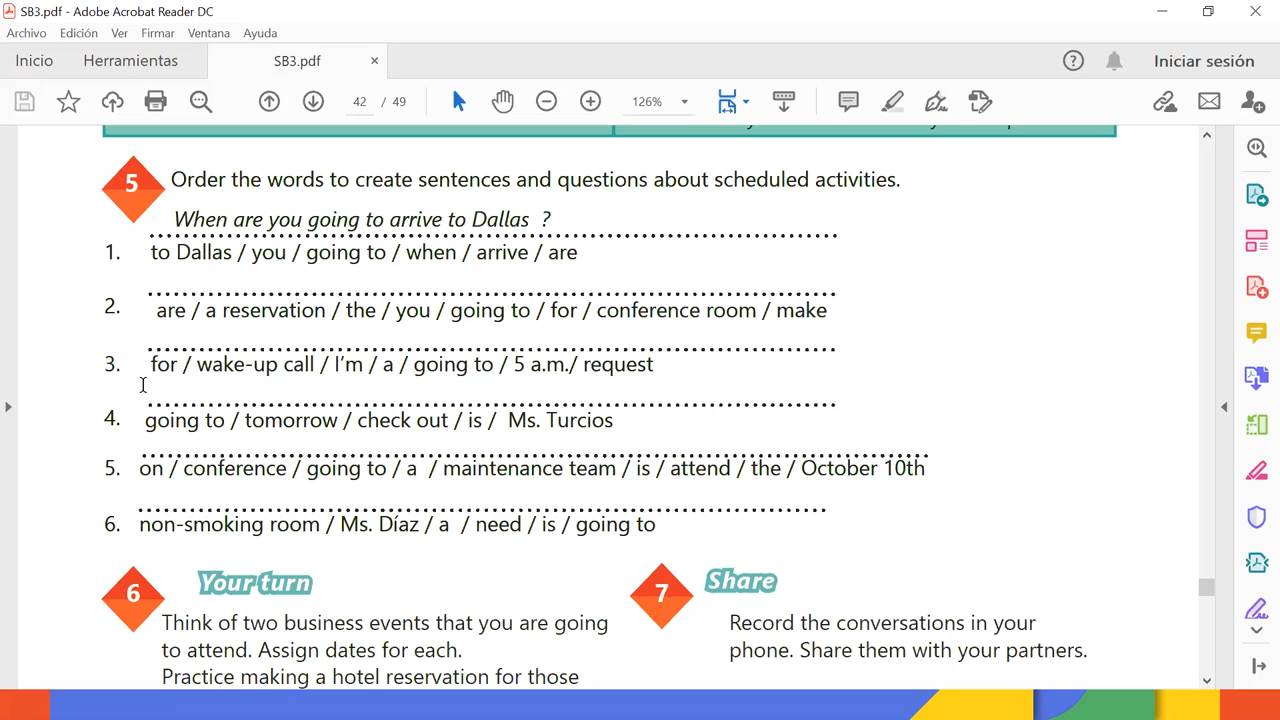 SB3.pdf - Adobe Acrobat Reader DC
Archivo Edición Ver Firmar Ventana Ayuda
Inicio Herramientas SB3.pdf × ? Iniciar sesión
42 / 49 126%
5 Order the words to create sentences and questions about scheduled activities.
When are you going to arrive to Dallas ?
1. to Dallas / you / going to / when / arrive / are
2. are / a reservation / the / you / going to / for / conference room / make
3. for / wake-up call / I'm / a / going to / 5 a.m./ request
4. going to / tomorrow / check out / is / Ms. Turcios
5. on / conference / going to / a / maintenance team / is / attend / the / October 10th
6. non-smoking room / Ms. Díaz / a / need / is / going to
6 Your turn
Think of two business events that you are going
to attend. Assign dates for each.
Practice making a hotel reservation for those
7 Share
Record the conversations in your
phone. Share them with your partners.